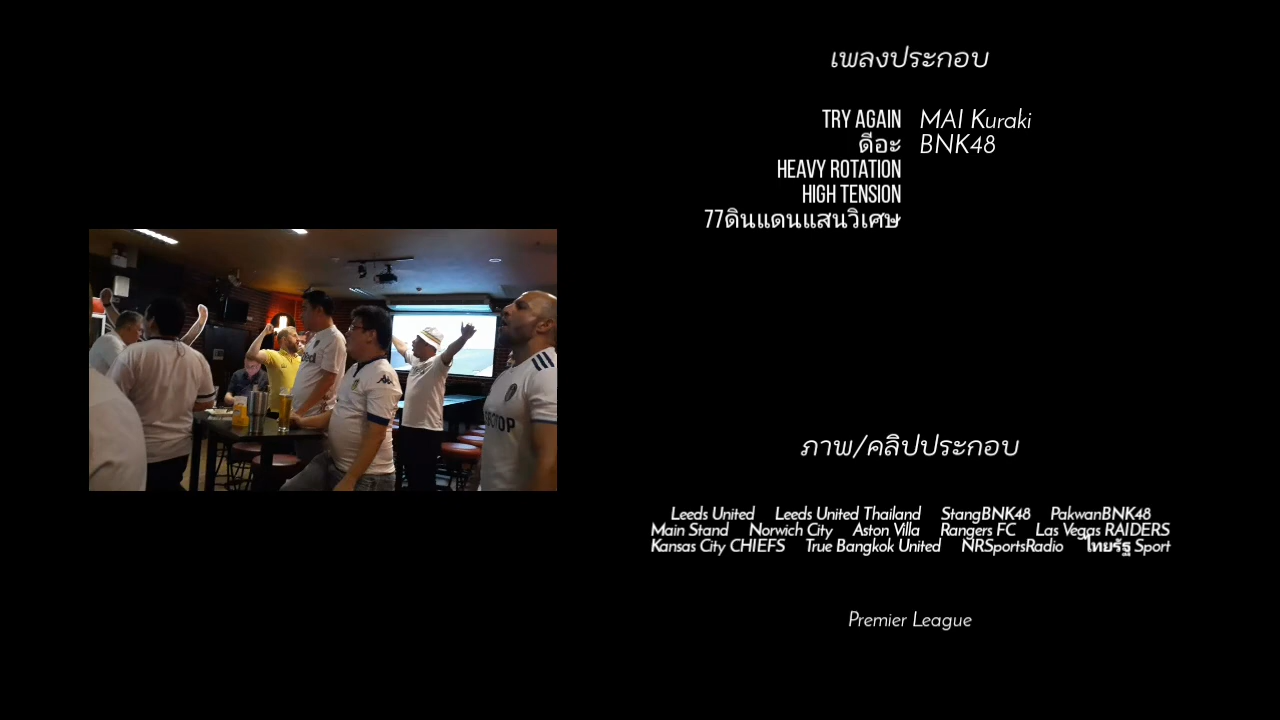 เพลงประกอบ
TRY AGAIN MAI Kuraki
ดีอะ BNK48
HEAVY ROTATION
HIGH TENSION
77ดินแดนแสนวิเศษ
ภาพ/คลิปประกอบ
Leeds United Leeds United Thailand StangBNK48 PakwanBNK48
Main Stand Norwich City Aston Villa Rangers FC Las Vegas RAIDERS
Kansas City CHIEFS True Bangkok United NRSportsRadio ไทยรัฐ Sport
Premier League